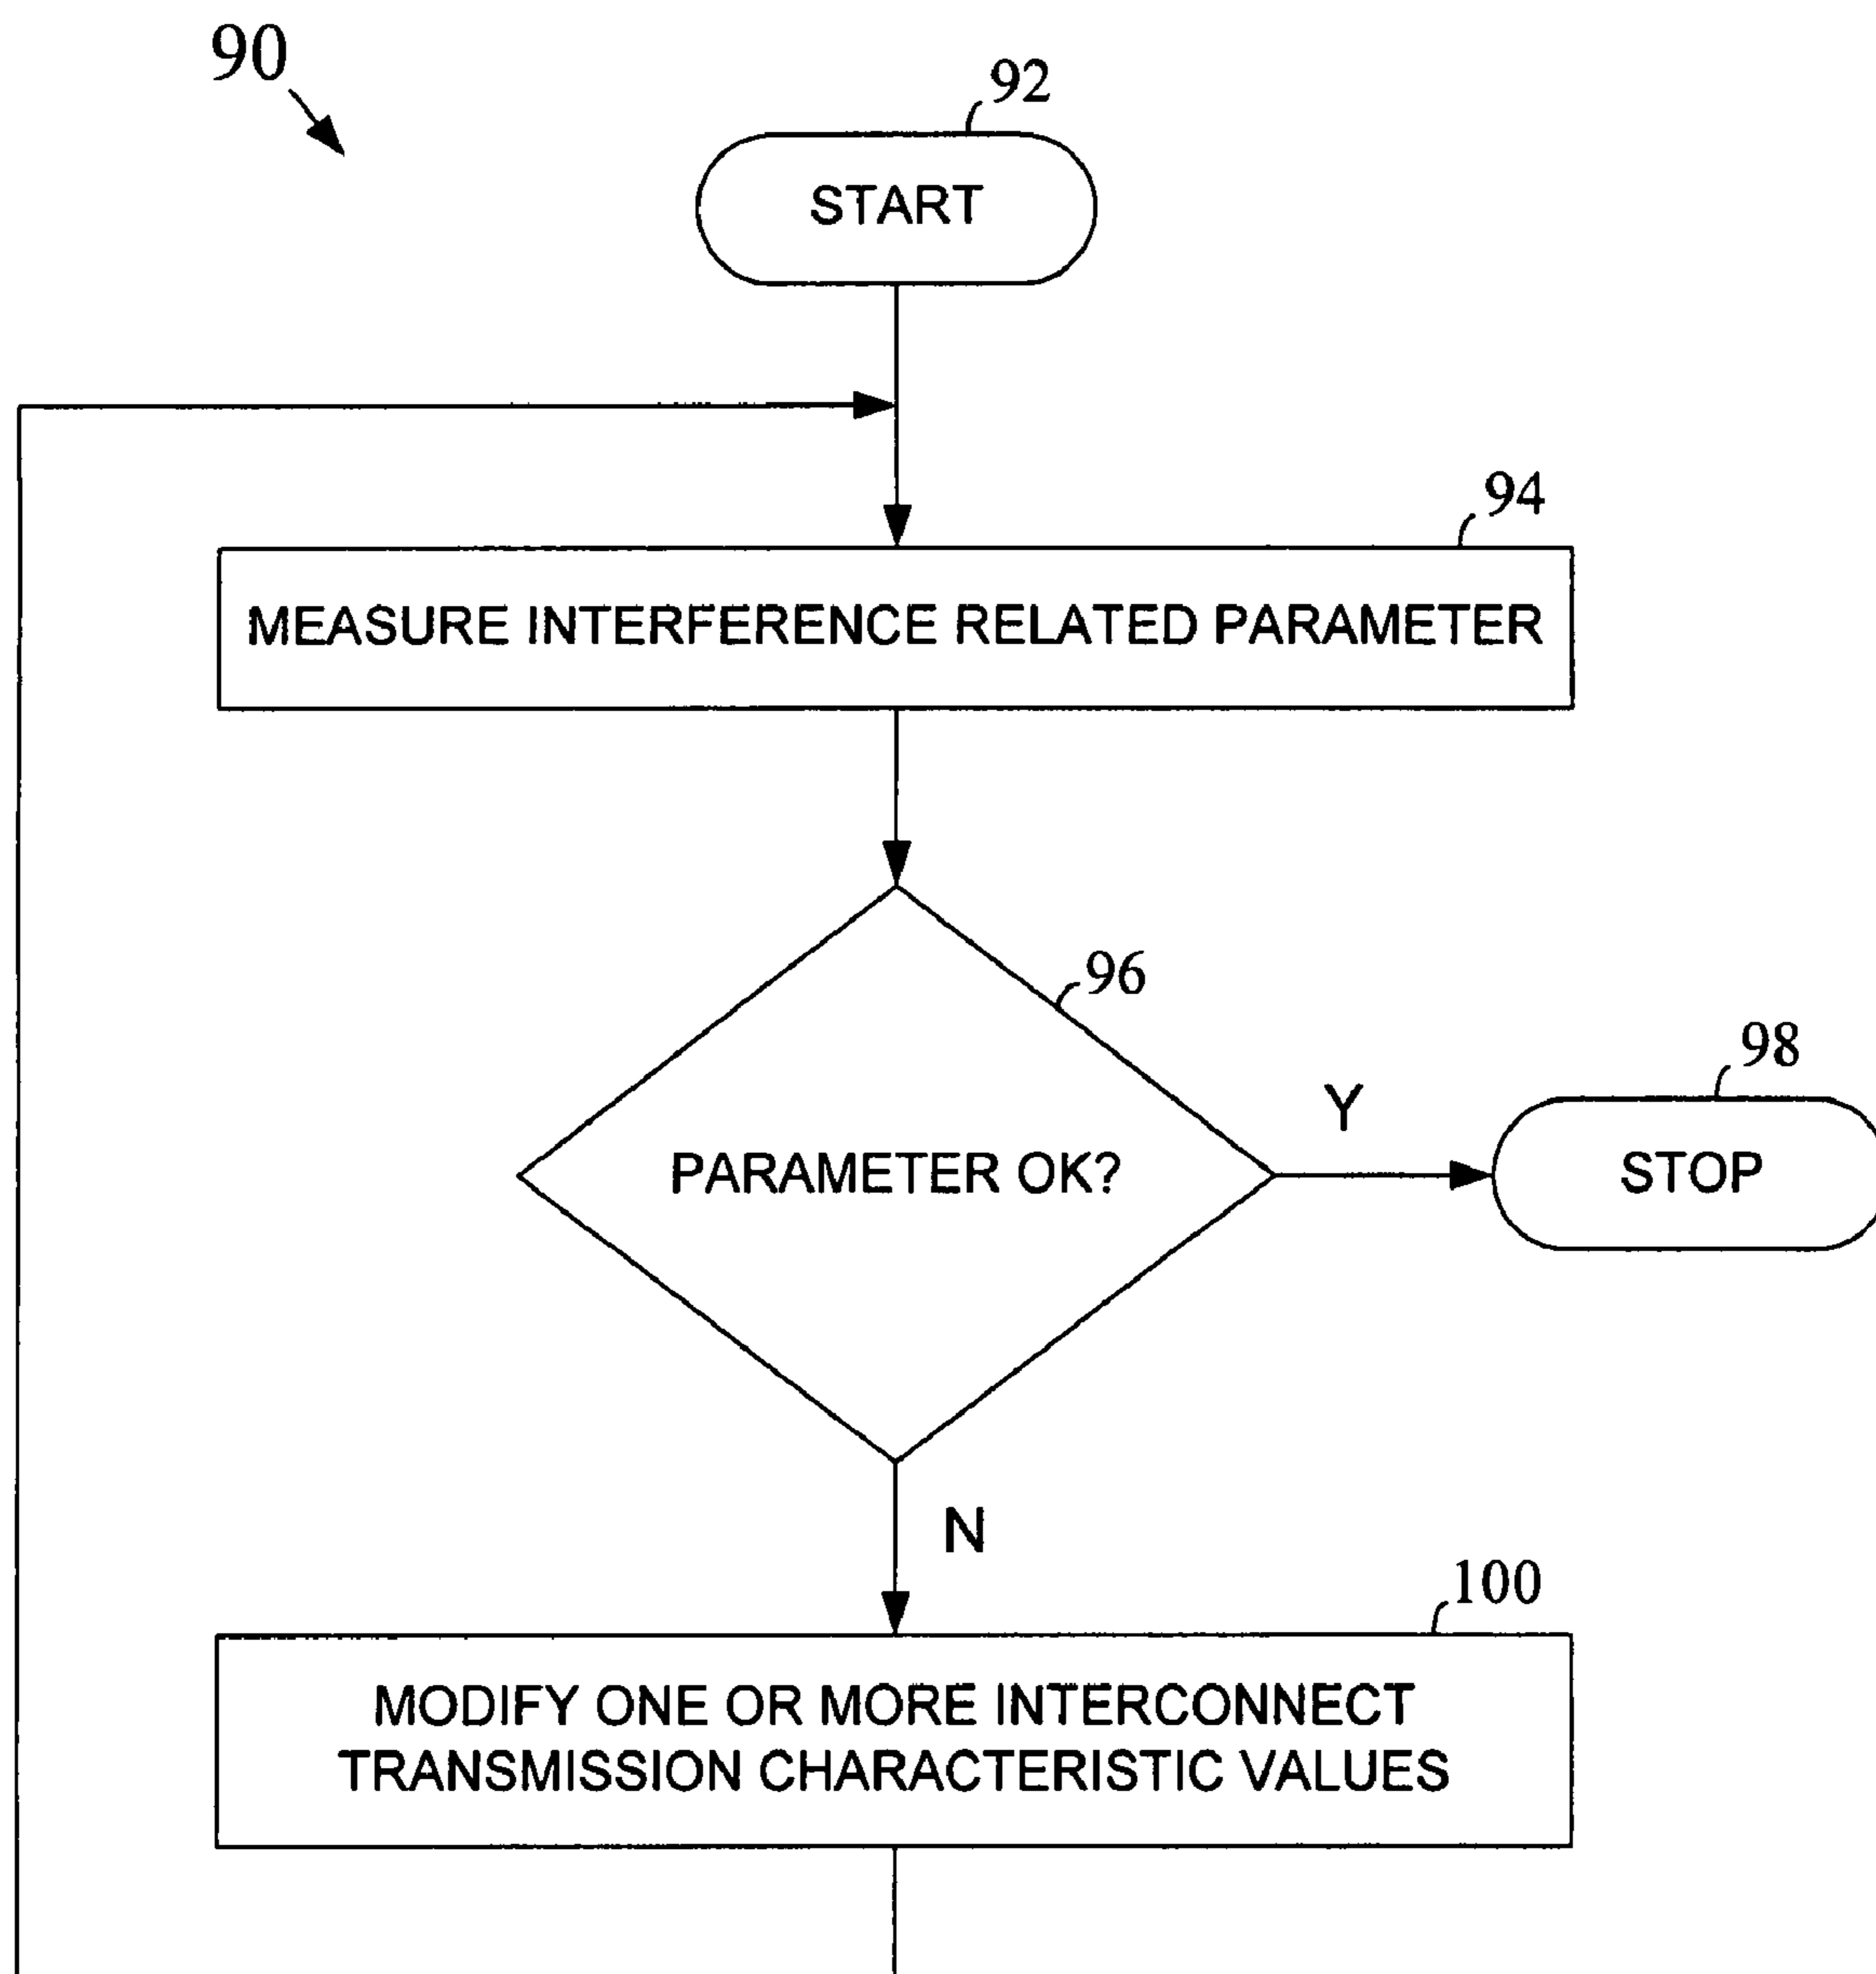 90
92
START
94
MEASURE INTERFERENCE RELATED PARAMETER
96
98
Y
PARAMETER OK?
STOP
N
100
MODIFY ONE OR MORE INTERCONNECT
TRANSMISSION CHARACTERISTIC VALUES